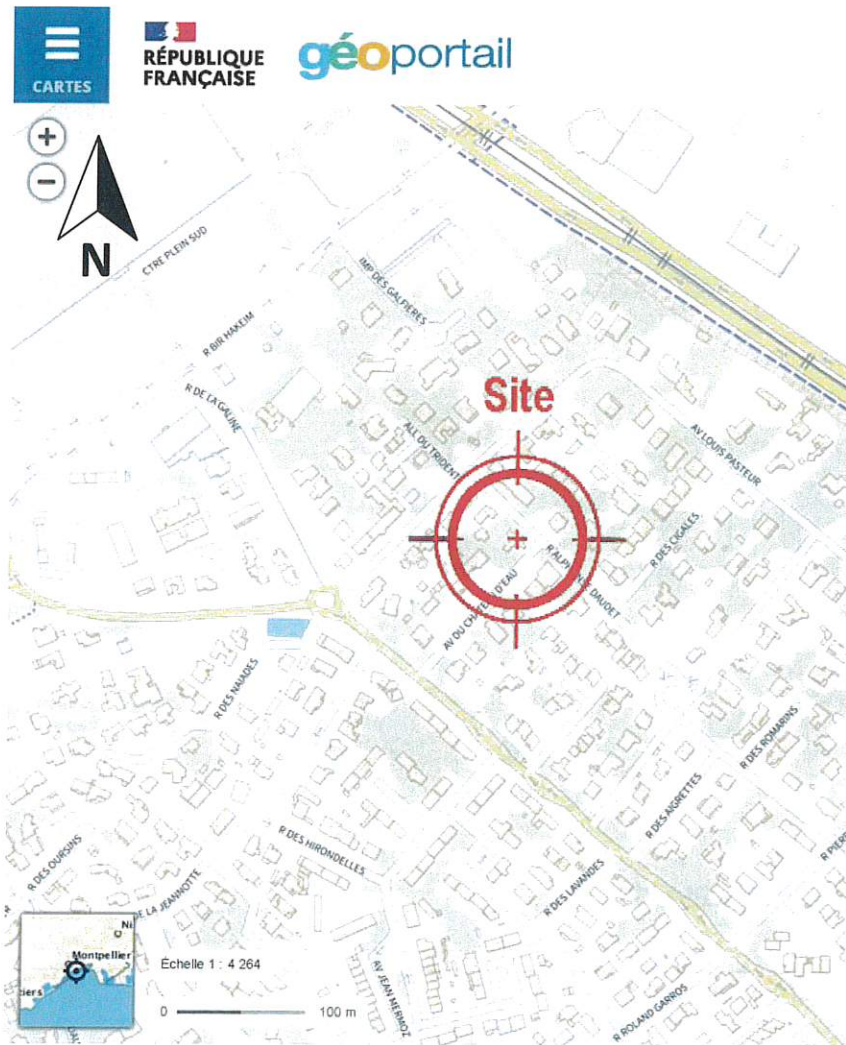 CARTES
RÉPUBLIQUE
FRANÇAISE
géoportail
+
−
N
CTRE PLEIN SUD
IMP DES GALPIERES
R BIR HAKEIM
R DE LA GALINE
Site
ALL DU TRIDENT
AV LOUIS PASTEUR
R DES CIGALES
R ALPHONSE DAUDET
AV DU CHATEAU D'EAU
R DES NAIADES
R DES ROMARINS
R DES AIGRETTES
R DES HIRONDELLES
R PIERR
R DES OURSINS
DE LA JEANNOTTE
R DES LAVANDES
AV JEAN MERMOZ
R ROLAND GARROS
Ni
Montpellier
iers
Échelle 1 : 4 264
0
100 m